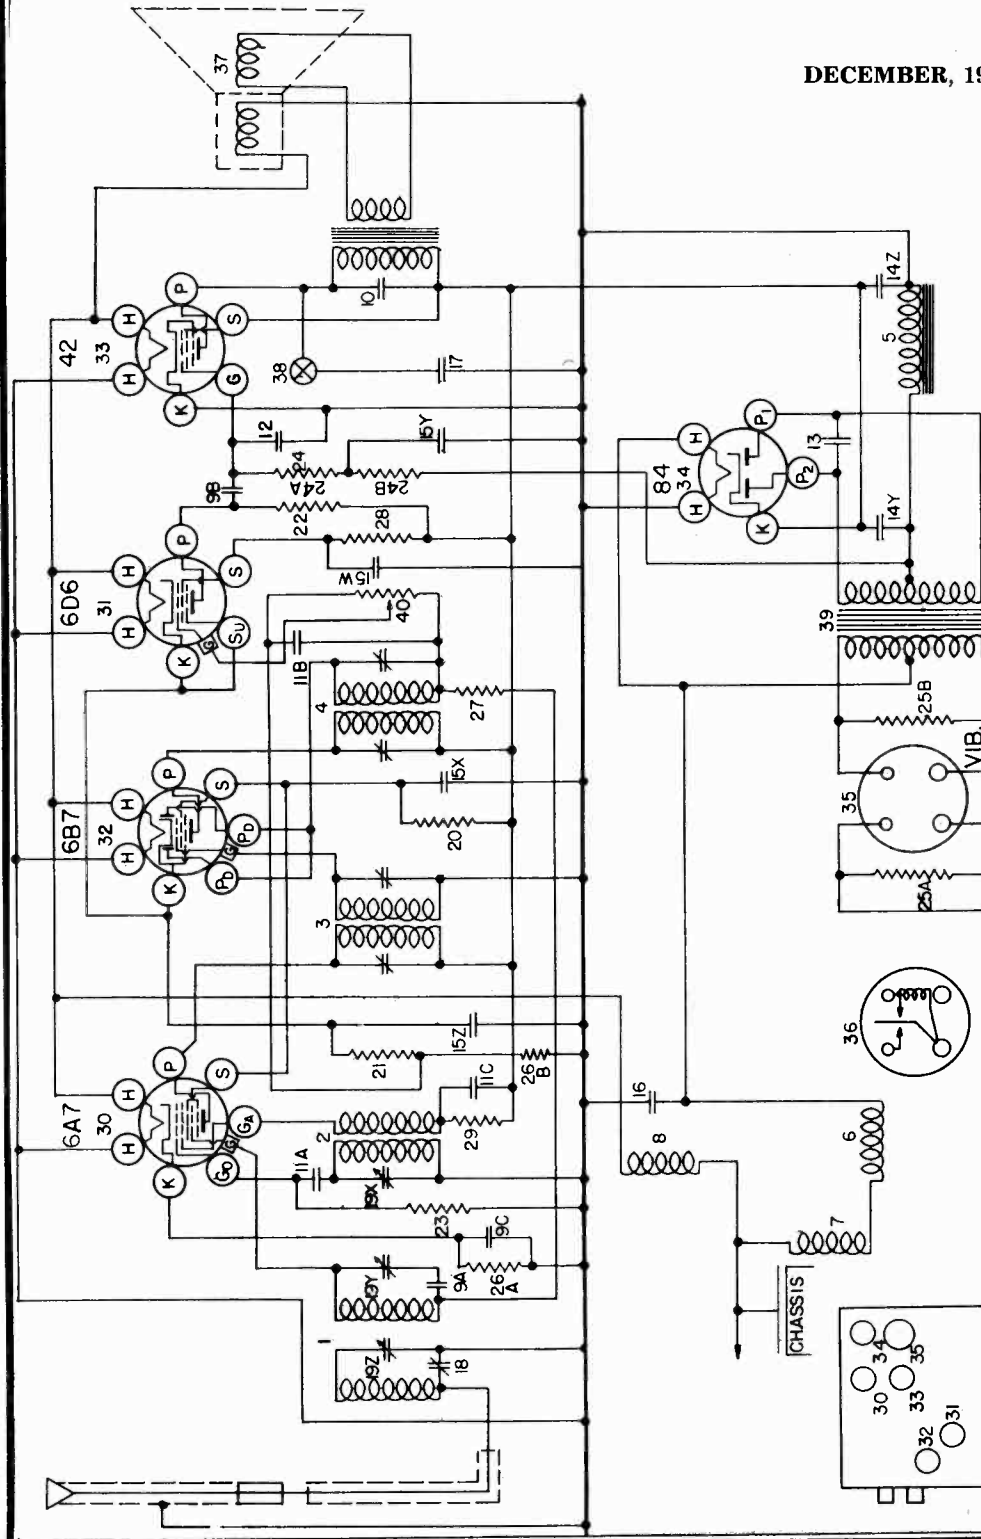 DECEMBER, 19
37
42
33
H
H
P
S
G
K
10
38
17
12
24
24A
24B
15Y
9B
22
28
15W
6D6
31
H
H
P
S
SU
G
K
40
11B
4
27
6B7
32
H
H
P
S
PD
G
PD
K
15X
20
3
15Z
21
26
B
11C
6A7
30
H
H
P
S
GA
G
GO
K
2
29
11A
19X
23
9C
26
A
9A
19Y
1
19Z
18
14Z
5
84
34
H
H
P1
P2
K
13
14Y
39
25B
VIB.
35
25A
36
16
8
6
7
CHASSIS
34
35
30
33
32
31